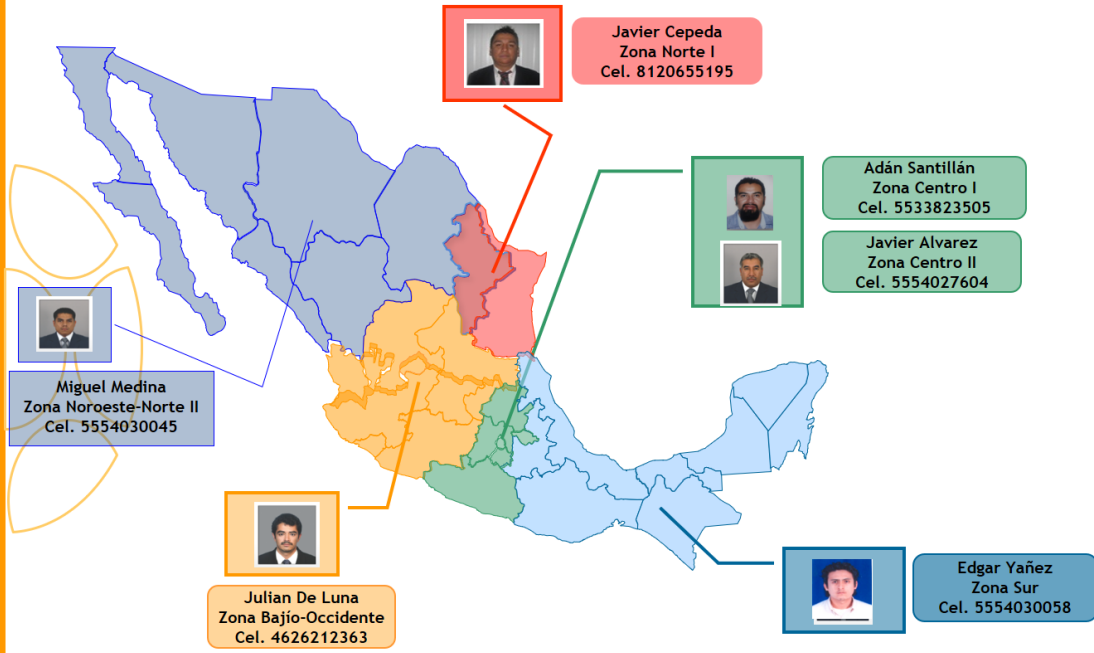 Javier Cepeda
Zona Norte I
Cel. 8120655195
Adán Santillán
Zona Centro I
Cel. 5533823505
Javier Alvarez
Zona Centro II
Cel. 5554027604
Miguel Medina
Zona Noroeste-Norte II
Cel. 5554030045
Julian De Luna
Zona Bajío-Occidente
Cel. 4626212363
Edgar Yañez
Zona Sur
Cel. 5554030058